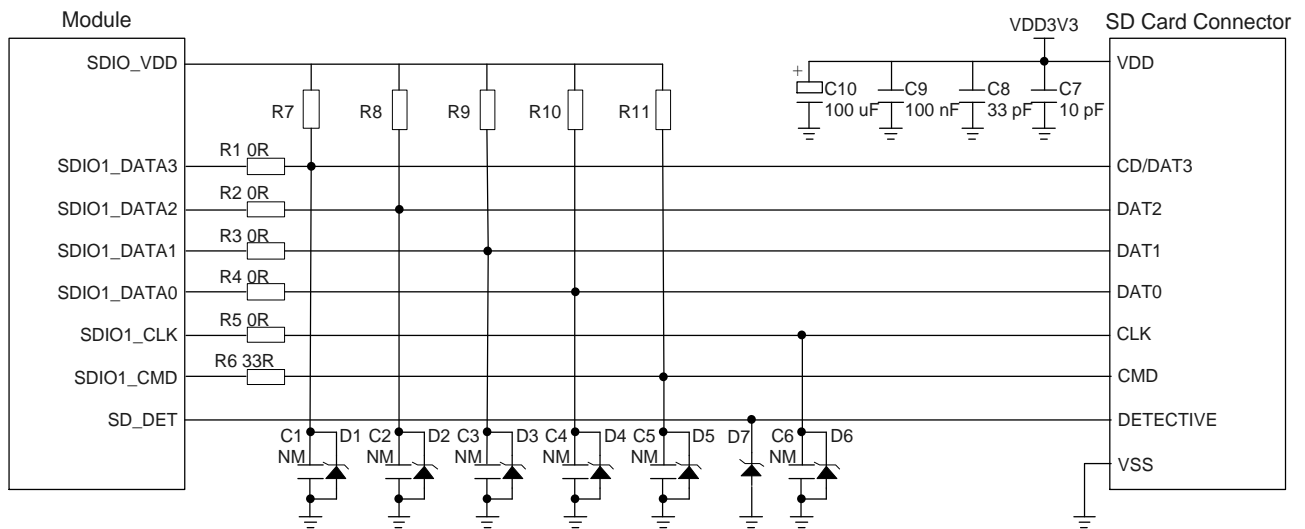 Module
SD Card Connector
VDD3V3
SDIO_VDD
VDD
+
C10
100 uF
C9
100 nF
C8
33 pF
C7
10 pF
R7
R8
R9
R10
R11
SDIO1_DATA3
R1 0R
CD/DAT3
SDIO1_DATA2
R2 0R
DAT2
SDIO1_DATA1
R3 0R
DAT1
SDIO1_DATA0
R4 0R
DAT0
SDIO1_CLK
R5 0R
CLK
SDIO1_CMD
R6 33R
CMD
SD_DET
DETECTIVE
C1
NM
D1
C2
NM
D2
C3
NM
D3
C4
NM
D4
C5
NM
D5
D7
C6
NM
D6
VSS